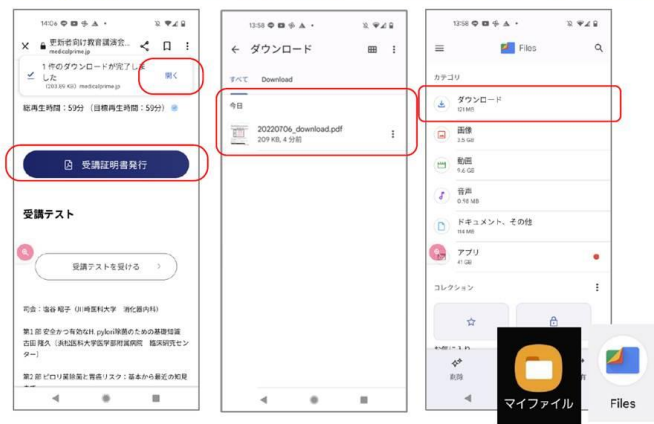 14:06
更新者向け教育講演会...
medicalprime.jp
1 件のダウンロードが完了しま
した
medicalprime.jp
開く
総再生時間：59分 （目標再生時間：59分）
受講証明書発行
受講テスト
受講テストを受ける
司会：塩谷 昭子（川崎医科大学 消化器内科）
第1 部 安全かつ有効なH. pylori除菌のための基礎知識
古田 隆久（浜松医科大学医学部附属病院 臨床研究セン
ター）
第2 部 ピロリ菌除菌と胃癌リスク：基本から最近の知見
13:58
ダウンロード
すべて Download
今日
20220706_download.pdf
209 KB, 4 分前
13:58
Files
カテゴリ
ダウンロード
121 MB
画像
動画
音声
ドキュメント、その他
アプリ
コレクション
削除
マイファイル
Files